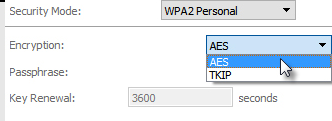 Security Mode: WPA2 Personal
Encryption: AES
AES
Passphrase: TKIP
Key Renewal: 3600 seconds